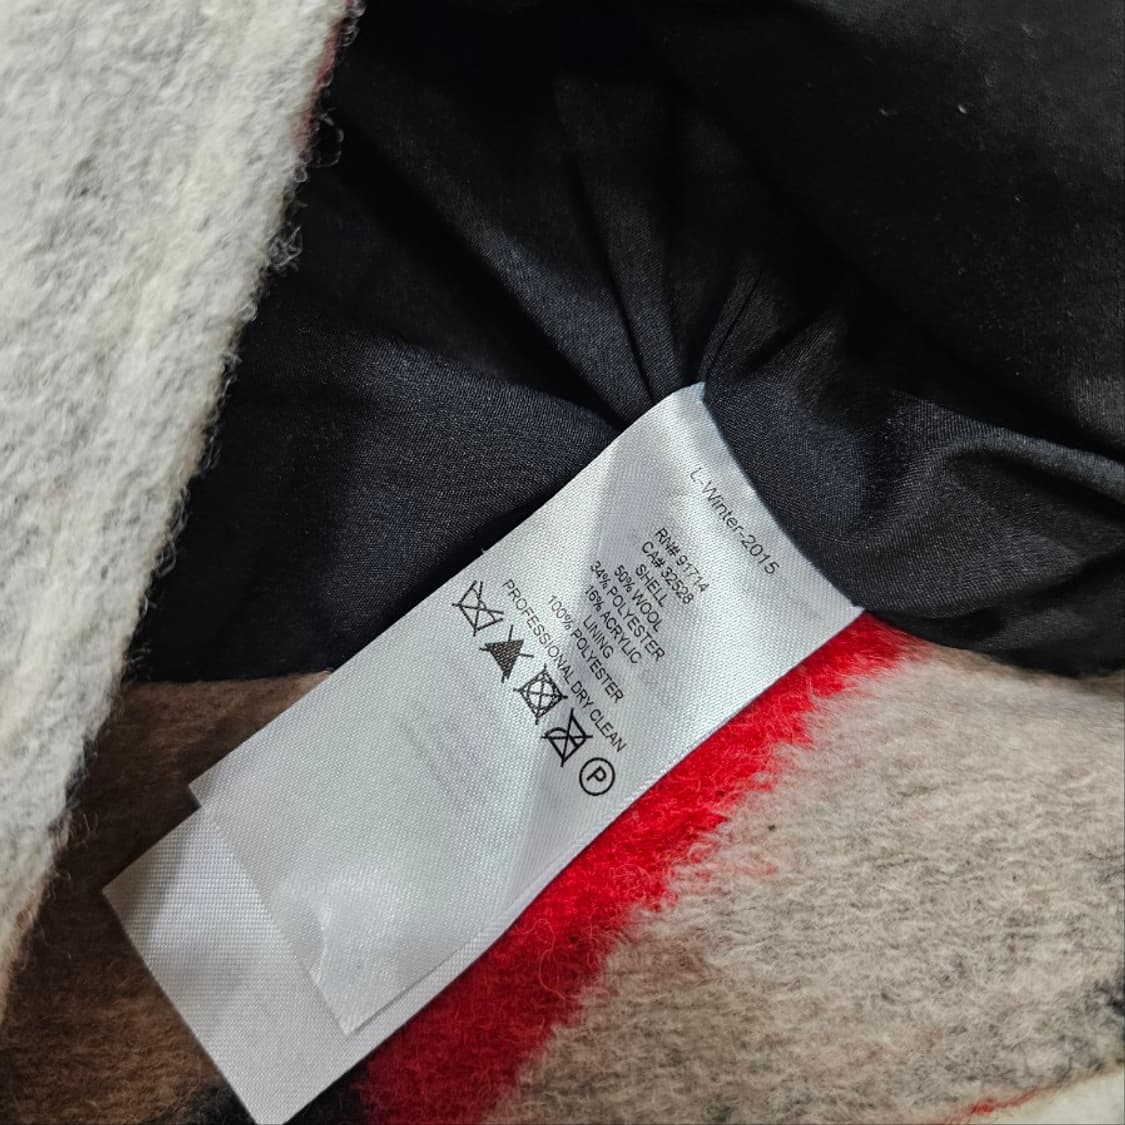 L-Winter-2015
RN# 91714
CA# 32528
SHELL
50% WOOL
34% POLYESTER
16% ACRYLIC
LINING
100% POLYESTER
PROFESSIONAL DRY CLEAN
P